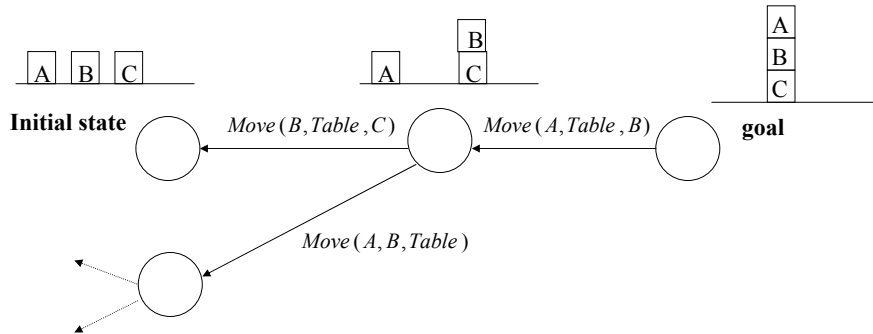 A
B
C
A
B
C
A
B
C
Initial state
Move(B,Table,C)
Move(A,Table,B)
goal
Move(A,B,Table)